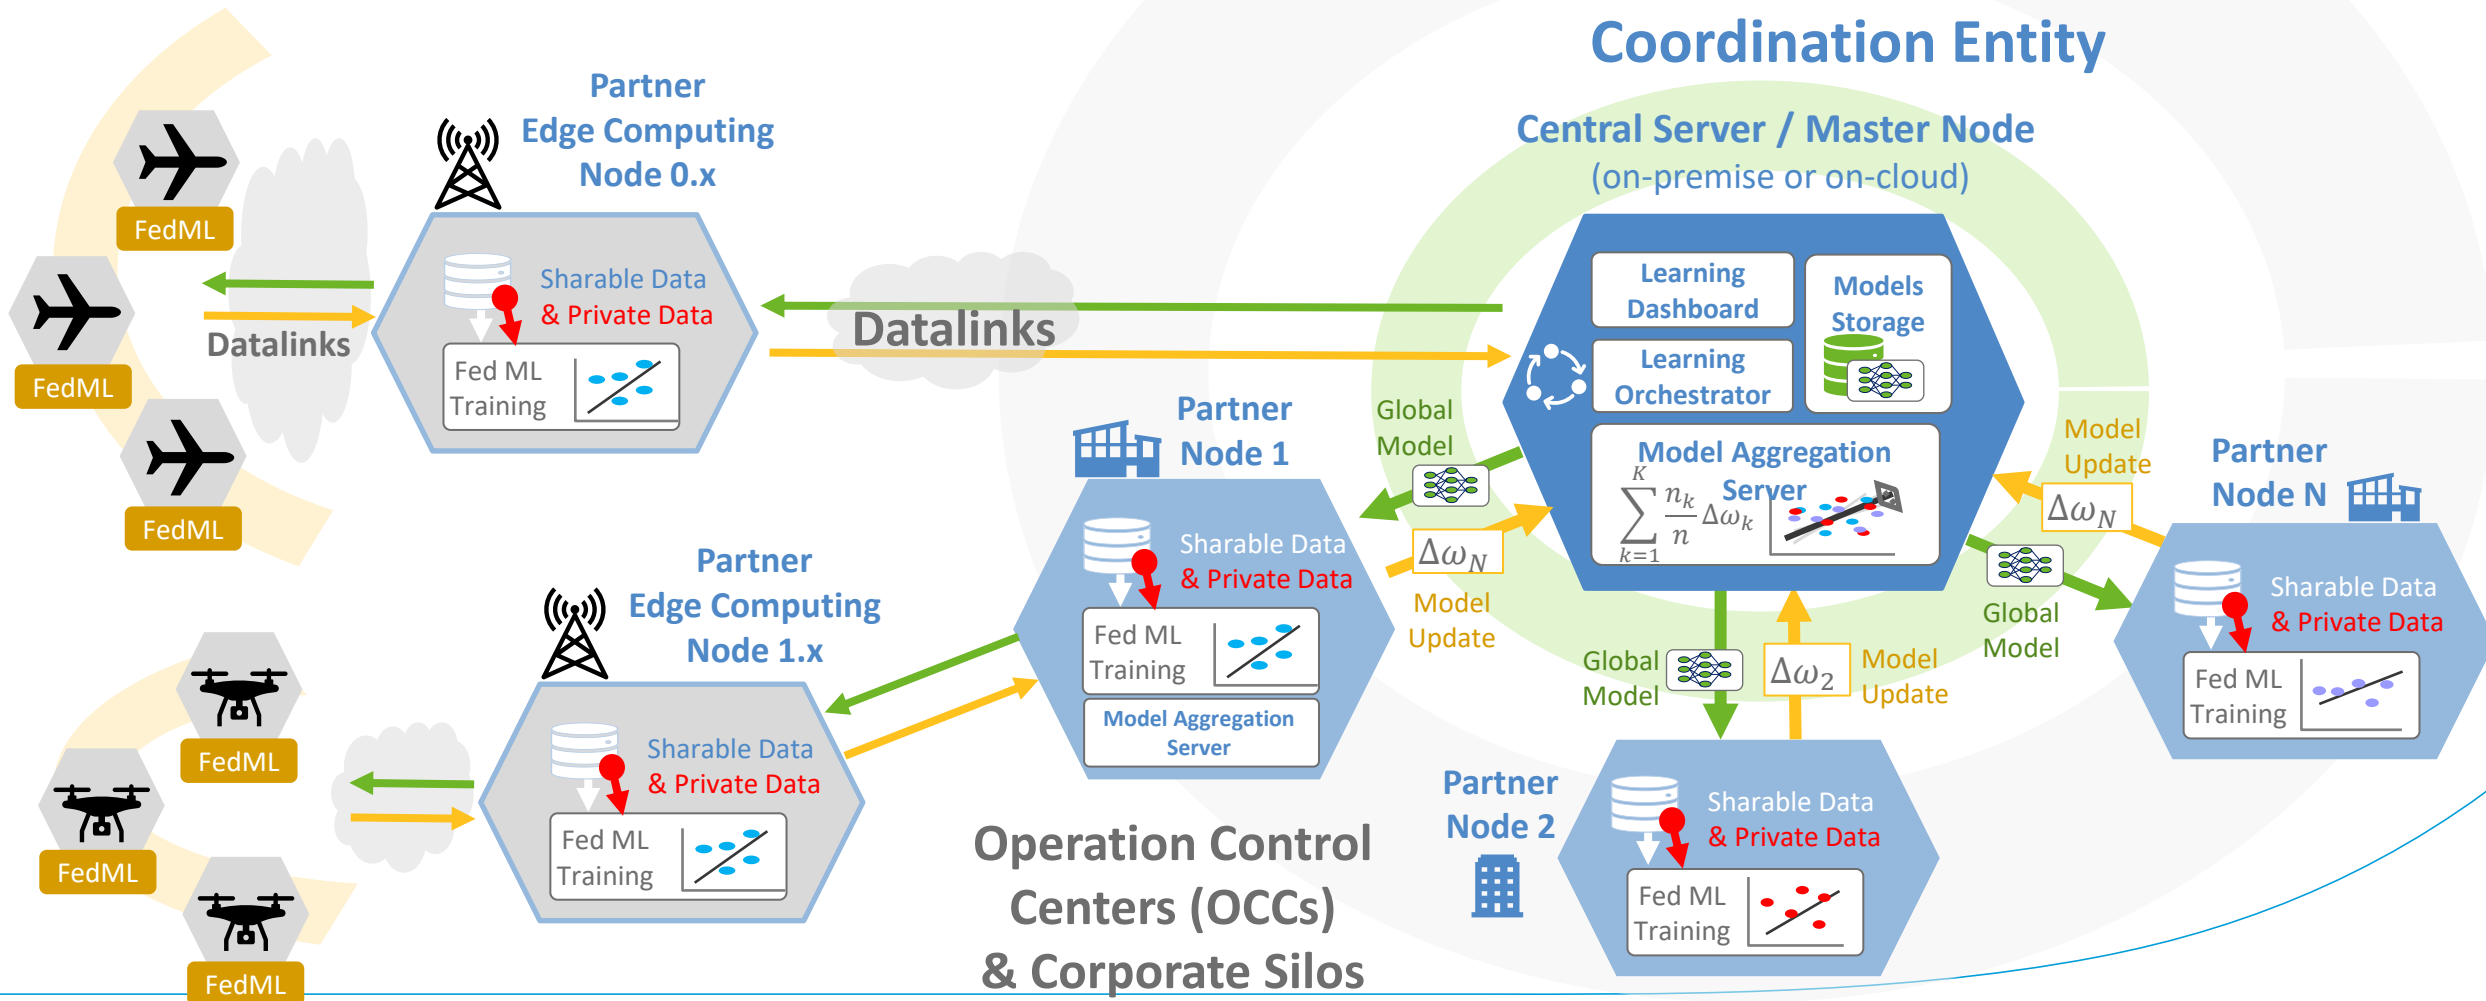 Coordination Entity
Central Server / Master Node
(on-premise or on-cloud)
Learning
Dashboard
Models
Storage
Learning
Orchestrator
Model Aggregation
Server
K
∑ n_k/n Δω_k
k=1
Partner
Edge Computing
Node 0.x
Sharable Data
& Private Data
Fed ML
Training
FedML
FedML
FedML
Datalinks
Datalinks
Partner
Node 1
Sharable Data
& Private Data
Fed ML
Training
Model Aggregation
Server
Global
Model
Δω_N
Model
Update
Partner
Edge Computing
Node 1.x
Sharable Data
& Private Data
Fed ML
Training
FedML
FedML
FedML
Operation Control
Centers (OCCs)
& Corporate Silos
Global
Model
Δω_2
Model
Update
Partner
Node 2
Sharable Data
& Private Data
Fed ML
Training
Model
Update
Δω_N
Global
Model
Partner
Node N
Sharable Data
& Private Data
Fed ML
Training